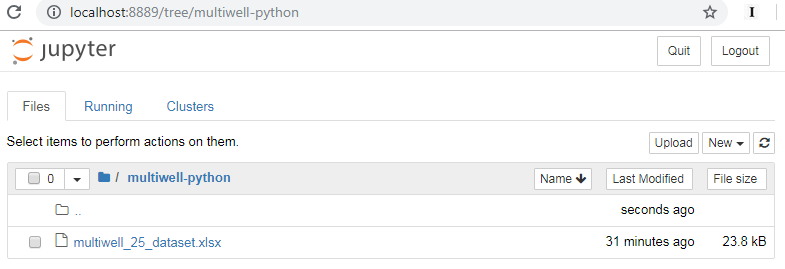 localhost:8889/tree/multiwell-python
I
jupyter
Quit
Logout
Files
Running
Clusters
Select items to perform actions on them.
Upload
New
0
/ multiwell-python
Name
Last Modified
File size
..
seconds ago
multiwell_25_dataset.xlsx
31 minutes ago
23.8 kB